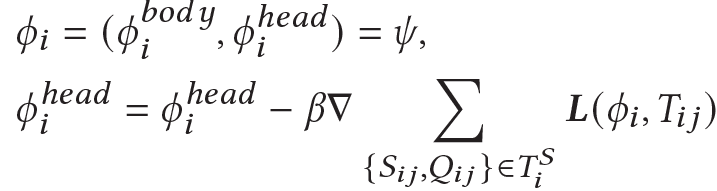 ϕ_i = (ϕ_i^{body}, ϕ_i^{head}) = ψ,
ϕ_i^{head} = ϕ_i^{head} − β∇ ∑_{{S_{ij},Q_{ij}}∈T_i^S} L(ϕ_i, T_{ij})